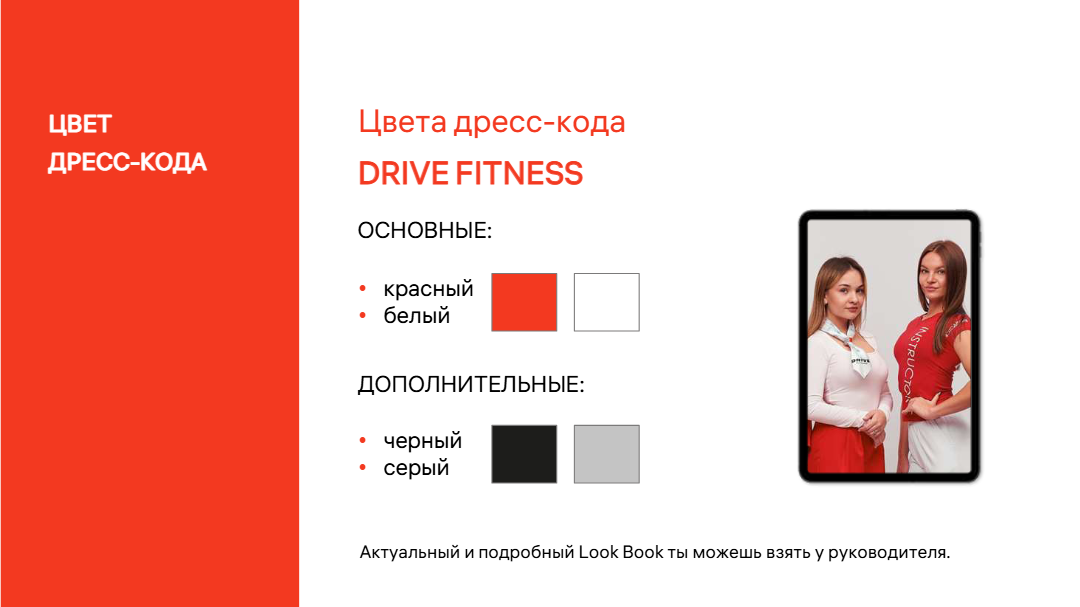 ЦВЕТ
ДРЕСС-КОДА
Цвета дресс-кода
DRIVE FITNESS
ОСНОВНЫЕ:
• красный
• белый
ДОПОЛНИТЕЛЬНЫЕ:
• черный
• серый
DRIVE
INSTRUCTOR
Актуальный и подробный Look Book ты можешь взять у руководителя.